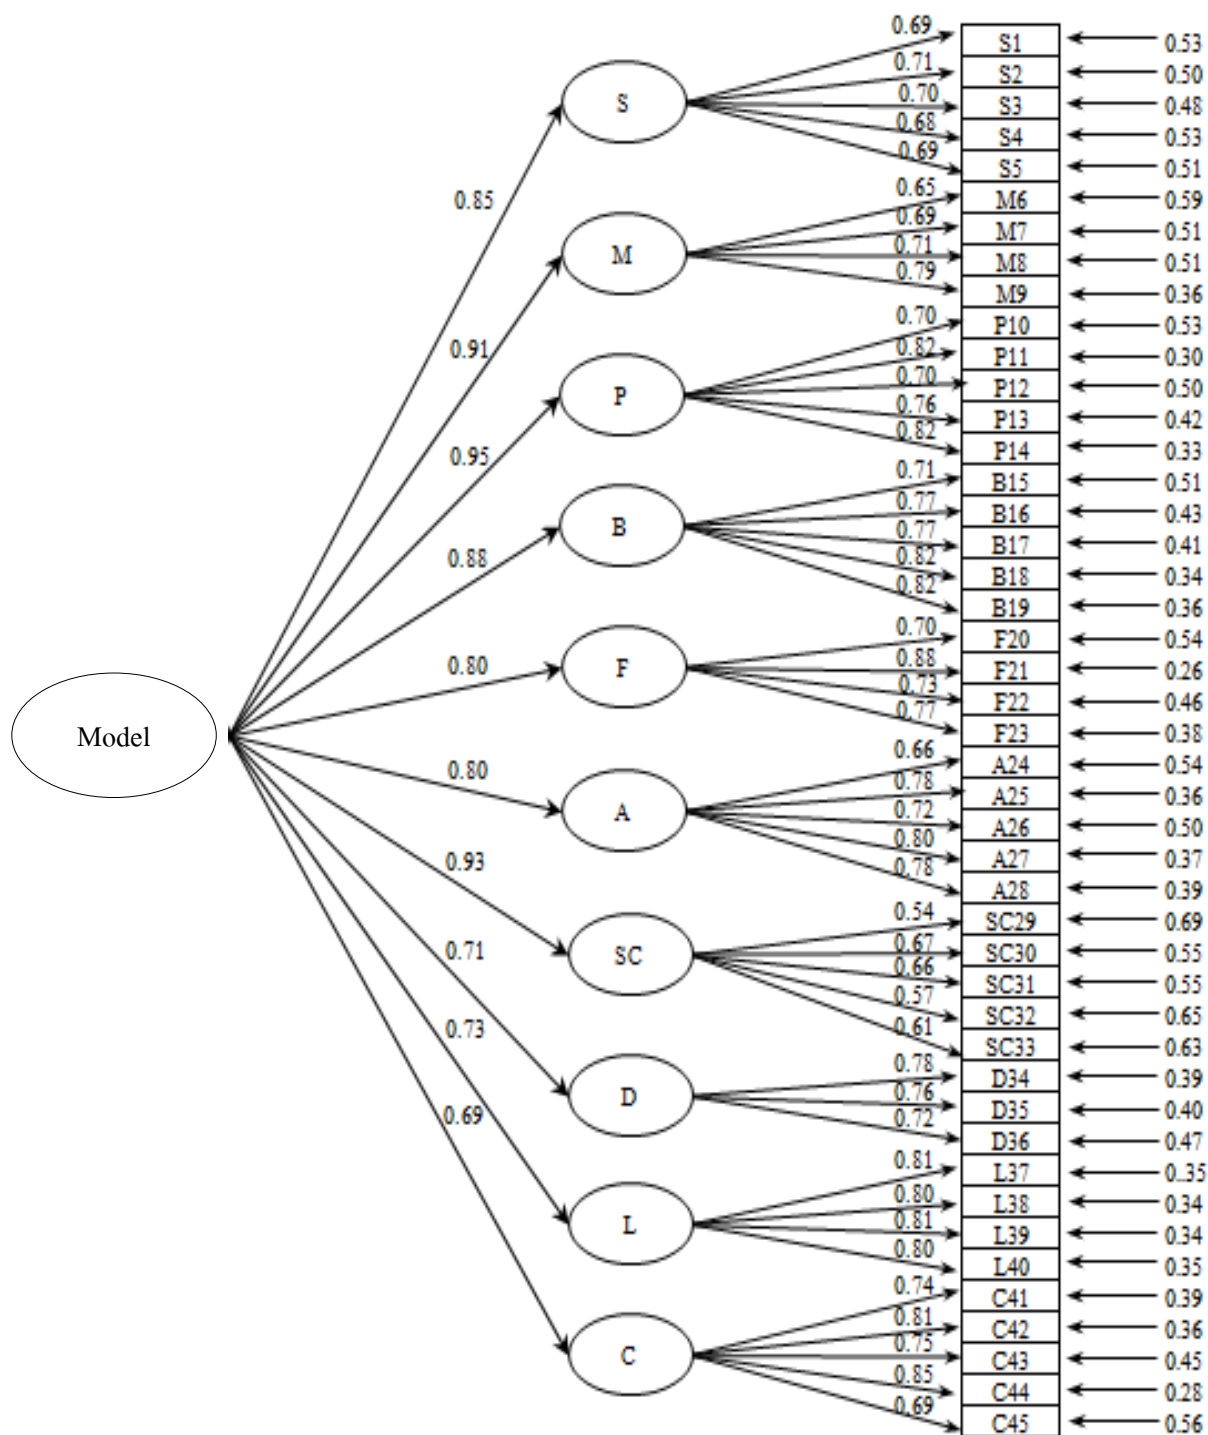 0.69 S1 0.53
0.71 S2 0.50
S 0.70 S3 0.48
0.68 S4 0.53
0.69 S5 0.51
0.85 0.65 M6 0.59
0.69 M7 0.51
M 0.71 M8 0.51
0.79 M9 0.36
0.91 0.70 P10 0.53
0.82 P11 0.30
P 0.70 P12 0.50
0.76 P13 0.42
0.82 P14 0.33
0.95 0.71 B15 0.51
0.77 B16 0.43
B 0.77 B17 0.41
0.88 0.82 B18 0.34
0.82 B19 0.36
0.70 F20 0.54
0.80 F 0.88 F21 0.26
0.73 F22 0.46
0.77 F23 0.38
Model
0.80 0.66 A24 0.54
0.78 A25 0.36
A 0.72 A26 0.50
0.80 A27 0.37
0.93 0.78 A28 0.39
0.54 SC29 0.69
0.71 SC 0.67 SC30 0.55
0.66 SC31 0.55
0.57 SC32 0.65
0.73 0.61 SC33 0.63
0.78 D34 0.39
D 0.76 D35 0.40
0.69 0.72 D36 0.47
0.81 L37 0..35
0.80 L38 0.34
L 0.81 L39 0.34
0.80 L40 0.35
0.74 C41 0.39
0.81 C42 0.36
C 0.75 C43 0.45
0.85 C44 0.28
0.69 C45 0.56